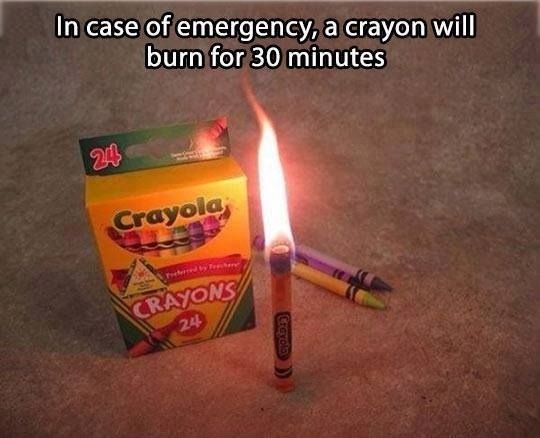 In case of emergency, a crayon will
burn for 30 minutes
24
Crayola
Preferred by Teachers!
CRAYONS
24
Crayola